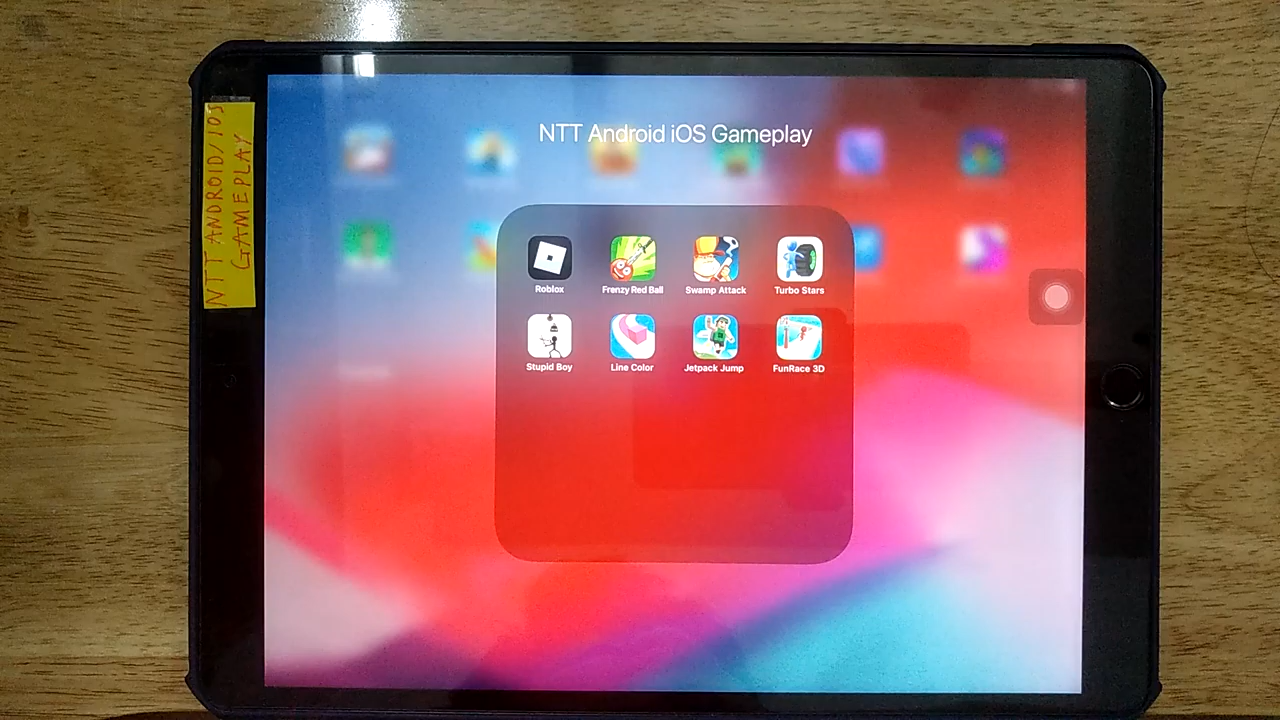 NTT ANDROID/IOS
GAMEPLAY
NTT Android iOS Gameplay
Roblox
Frenzy Red Ball
Swamp Attack
Turbo Stars
Stupid Boy
Line Color
Jetpack Jump
FunRace 3D